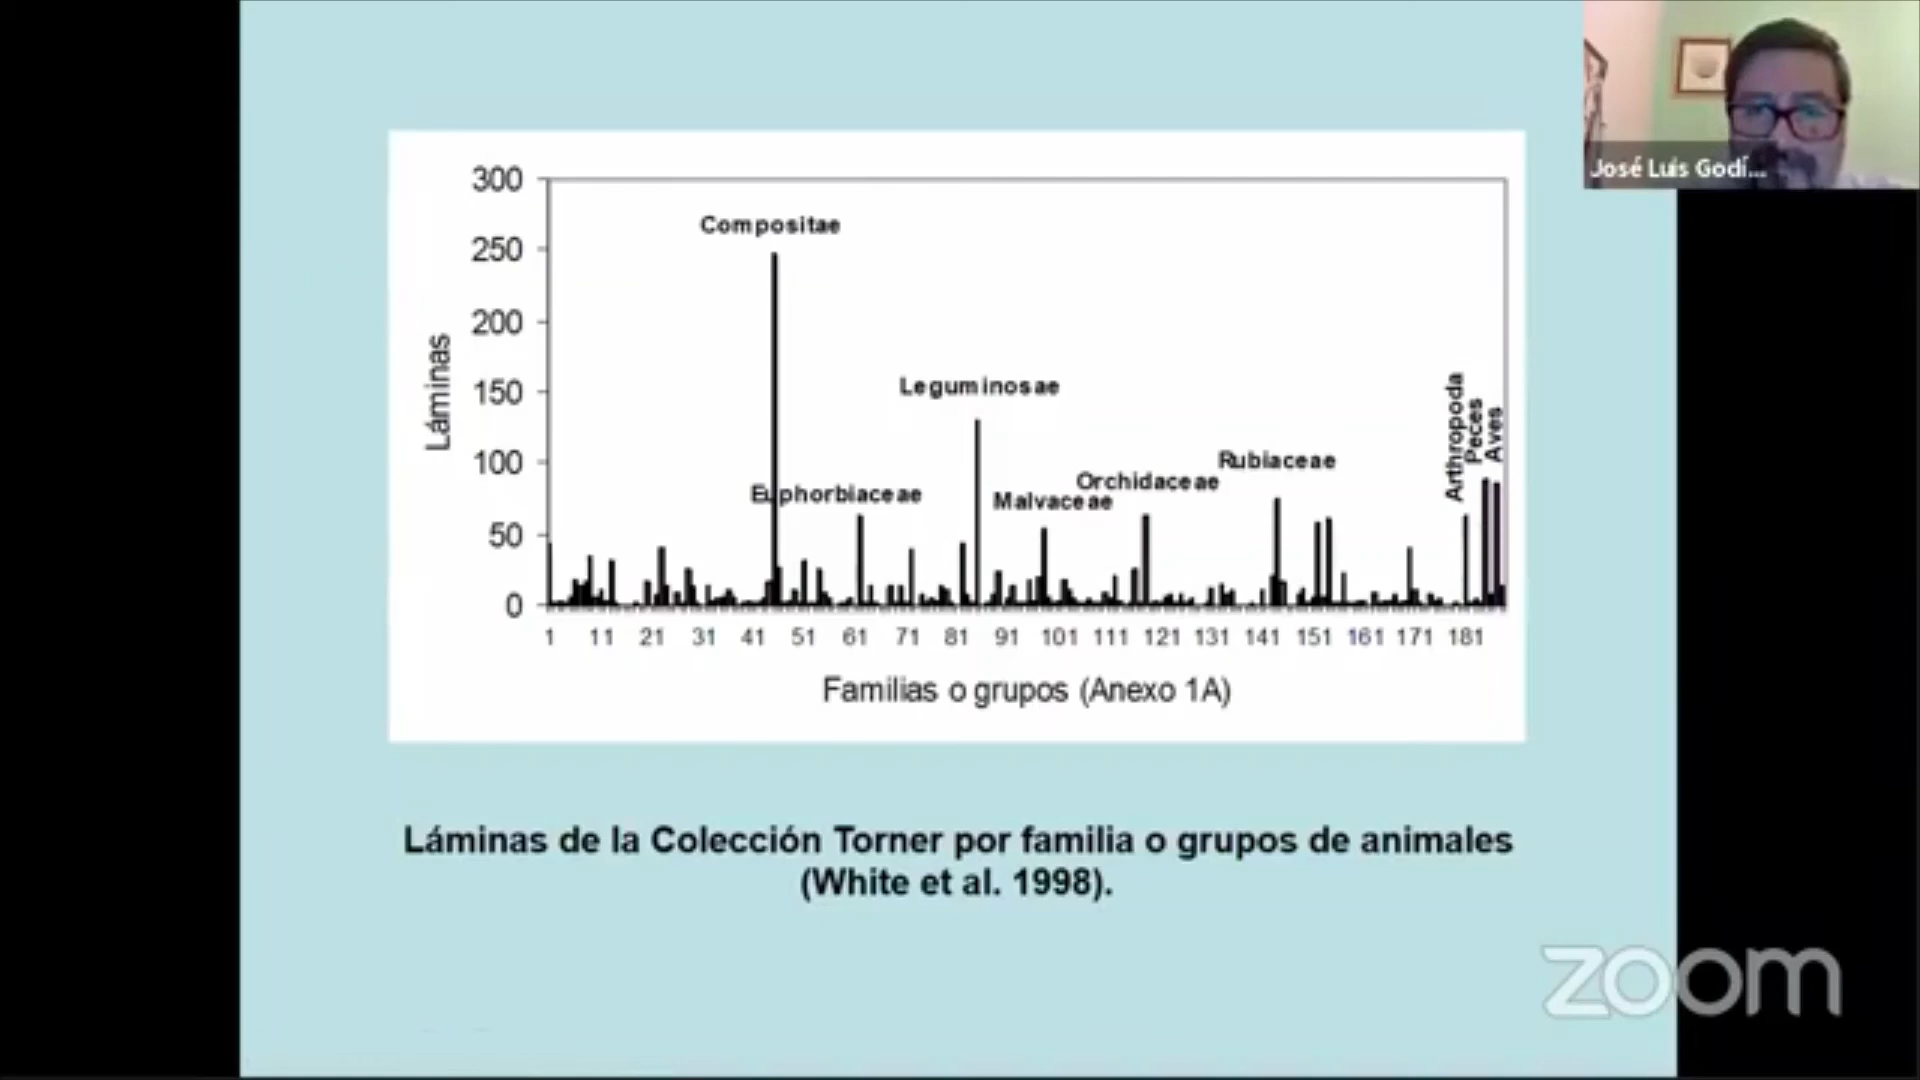 José Luis Godí...
300
Compositae
250
200
Láminas
150
Leguminosae
Arthropoda
Peces
Aves
100
Rubiaceae
Orchidaceae
Euphorbiaceae
Malvaceae
50
0
1 11 21 31 41 51 61 71 81 91 101 111 121 131 141 151 161 171 181
Familias o grupos (Anexo 1A)
Láminas de la Colección Torner por familia o grupos de animales
(White et al. 1998).
zoom